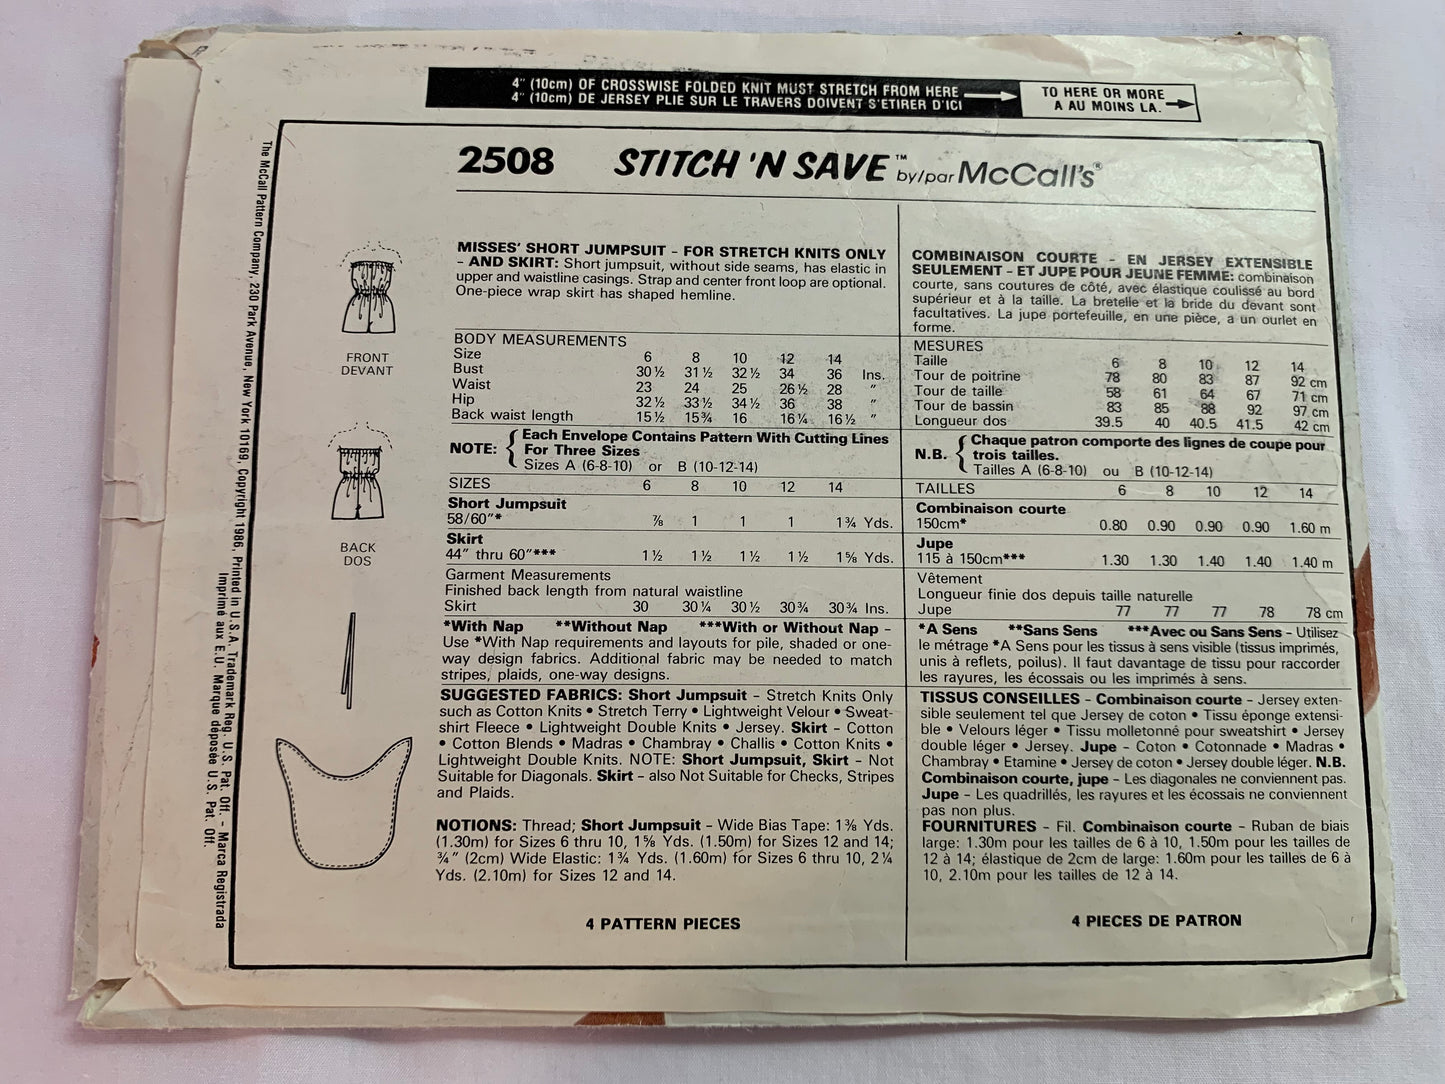 4" (10cm) OF CROSSWISE FOLDED KNIT MUST STRETCH FROM HERE
4" (10cm) DE JERSEY PLIE SUR LE TRAVERS DOIVENT S'ETIRER D'ICI
TO HERE OR MORE
A AU MOINS LA.
2508 STITCH 'N SAVE™ by/par McCall's®
The McCall Pattern Company, 230 Park Avenue, New York 10169, Copyright 1986, Printed in U.S.A. Trademark Reg. U.S. Pat. Off. – Marca Registrada
Imprimé aux E.U. Marque déposée U.S. Pat. Off.
FRONT
DEVANT
BACK
DOS
MISSES' SHORT JUMPSUIT – FOR STRETCH KNITS ONLY
– AND SKIRT: Short jumpsuit, without side seams, has elastic in
upper and waistline casings. Strap and center front loop are optional.
One-piece wrap skirt has shaped hemline.
BODY MEASUREMENTS
Size 6 8 10 12 14
Bust 30½ 31½ 32½ 34 36 Ins.
Waist 23 24 25 26½ 28 "
Hip 32½ 33½ 34½ 36 38 "
Back waist length 15½ 15¾ 16 16¼ 16½ "
NOTE: { Each Envelope Contains Pattern With Cutting Lines
For Three Sizes
Sizes A (6-8-10) or B (10-12-14)
SIZES 6 8 10 12 14
Short Jumpsuit
58/60"* ⅞ 1 1 1 1¾ Yds.
Skirt
44" thru 60"*** 1½ 1½ 1½ 1½ 1⅝ Yds.
Garment Measurements
Finished back length from natural waistline
Skirt 30 30¼ 30½ 30¾ 30¾ Ins.
*With Nap **Without Nap ***With or Without Nap –
Use *With Nap requirements and layouts for pile, shaded or one-
way design fabrics. Additional fabric may be needed to match
stripes, plaids, one-way designs.
SUGGESTED FABRICS: Short Jumpsuit – Stretch Knits Only
such as Cotton Knits • Stretch Terry • Lightweight Velour • Sweat-
shirt Fleece • Lightweight Double Knits • Jersey. Skirt – Cotton
• Cotton Blends • Madras • Chambray • Challis • Cotton Knits •
Lightweight Double Knits. NOTE: Short Jumpsuit, Skirt – Not
Suitable for Diagonals. Skirt – also Not Suitable for Checks, Stripes
and Plaids.
NOTIONS: Thread; Short Jumpsuit – Wide Bias Tape: 1⅜ Yds.
(1.30m) for Sizes 6 thru 10, 1⅝ Yds. (1.50m) for Sizes 12 and 14;
¾" (2cm) Wide Elastic: 1¾ Yds. (1.60m) for Sizes 6 thru 10, 2¼
Yds. (2.10m) for Sizes 12 and 14.
4 PATTERN PIECES
COMBINAISON COURTE – EN JERSEY EXTENSIBLE
SEULEMENT – ET JUPE POUR JEUNE FEMME: combinaison
courte, sans coutures de côté, avec élastique coulissé au bord
supérieur et à la taille. La bretelle et la bride du devant sont
facultatives. La jupe portefeuille, en une pièce, a un ourlet en
forme.
MESURES
Taille 6 8 10 12 14
Tour de poitrine 78 80 83 87 92 cm
Tour de taille 58 61 64 67 71 cm
Tour de bassin 83 85 88 92 97 cm
Longueur dos 39.5 40 40.5 41.5 42 cm
N.B. { Chaque patron comporte des lignes de coupe pour
trois tailles.
Tailles A (6-8-10) ou B (10-12-14)
TAILLES 6 8 10 12 14
Combinaison courte
150cm* 0.80 0.90 0.90 0.90 1.60 m
Jupe
115 à 150cm*** 1.30 1.30 1.40 1.40 1.40 m
Vêtement
Longueur finie dos depuis taille naturelle
Jupe 77 77 77 78 78 cm
*A Sens **Sans Sens ***Avec ou Sans Sens – Utilisez
le métrage *A Sens pour les tissus à sens visible (tissus imprimés,
unis à reflets, poilus). Il faut davantage de tissu pour raccorder
les rayures, les écossais ou les imprimés à sens.
TISSUS CONSEILLES – Combinaison courte – Jersey exten-
sible seulement tel que Jersey de coton • Tissu éponge extensi-
ble • Velours léger • Tissu molletonné pour sweatshirt • Jersey
double léger • Jersey. Jupe – Coton • Cotonnade • Madras •
Chambray • Etamine • Jersey de coton • Jersey double léger. N.B.
Combinaison courte, jupe – Les diagonales ne conviennent pas.
Jupe – Les quadrillés, les rayures et les écossais ne conviennent
pas non plus.
FOURNITURES – Fil. Combinaison courte – Ruban de biais
large: 1.30m pour les tailles de 6 à 10, 1.50m pour les tailles de
12 à 14; élastique de 2cm de large: 1.60m pour les tailles de 6 à
10, 2.10m pour les tailles de 12 à 14.
4 PIECES DE PATRON